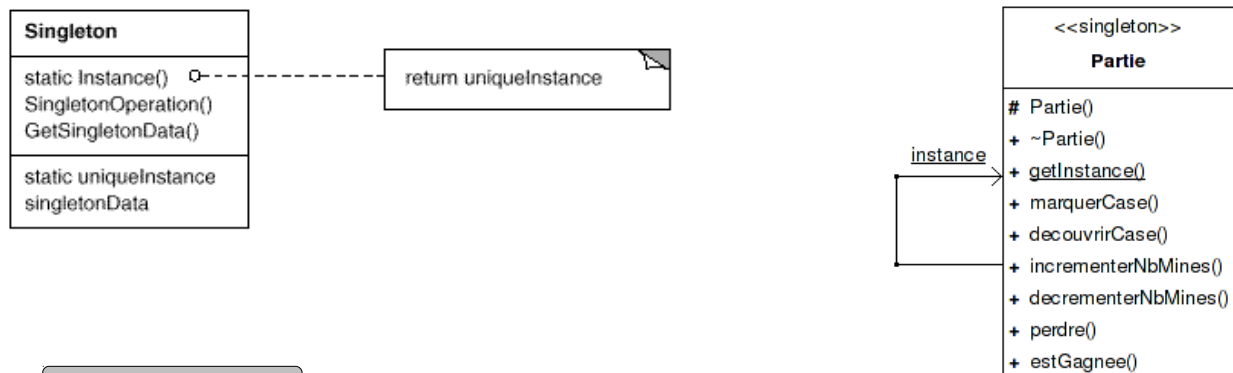 Singleton
static Instance()
SingletonOperation()
GetSingletonData()
static uniqueInstance
singletonData
return uniqueInstance
<<singleton>>
Partie
# Partie()
+ ~Partie()
instance
+ getInstance()
+ marquerCase()
+ decouvrirCase()
+ incrementerNbMines()
+ decrementerNbMines()
+ perdre()
+ estGagnee()